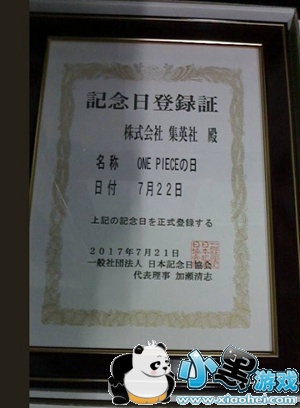 記念日登録証
株式会社 集英社 殿
名称 ONE PIECEの日
日付 7月22日
上記の記念日を正式登録する
2017年7月21日
一般社団法人 日本記念日協会
代表理事 加瀬清志
小黑游戏
www.xiaohei.com